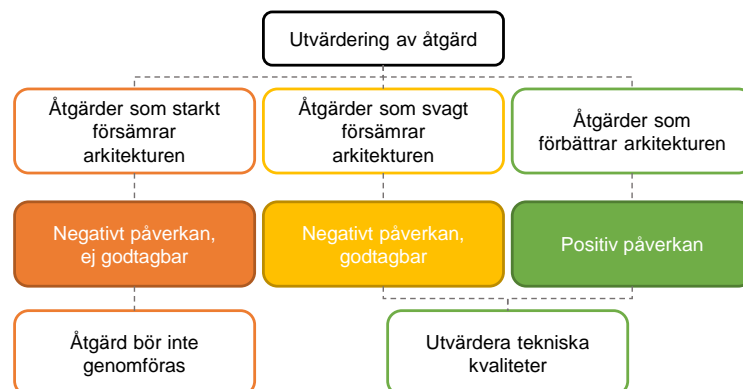 Utvärdering av åtgärd
Åtgärder som starkt
försämrar
arkitekturen
Åtgärder som svagt
försämrar
arkitekturen
Åtgärder som
förbättrar arkitekturen
Negativt påverkan,
ej godtagbar
Negativt påverkan,
godtagbar
Positiv påverkan
Åtgärd bör inte
genomföras
Utvärdera tekniska
kvaliteter